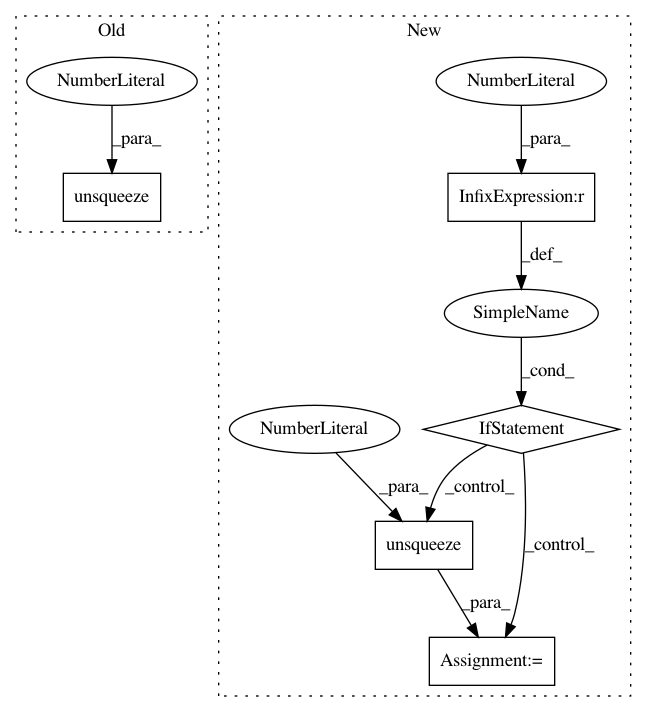 Old
New
NumberLiteral
NumberLiteral
_para_
_para_
unsqueeze
InfixExpression:r
_def_
SimpleName
_cond_
NumberLiteral
IfStatement
_para_
_control_
_control_
unsqueeze
_para_
Assignment:=